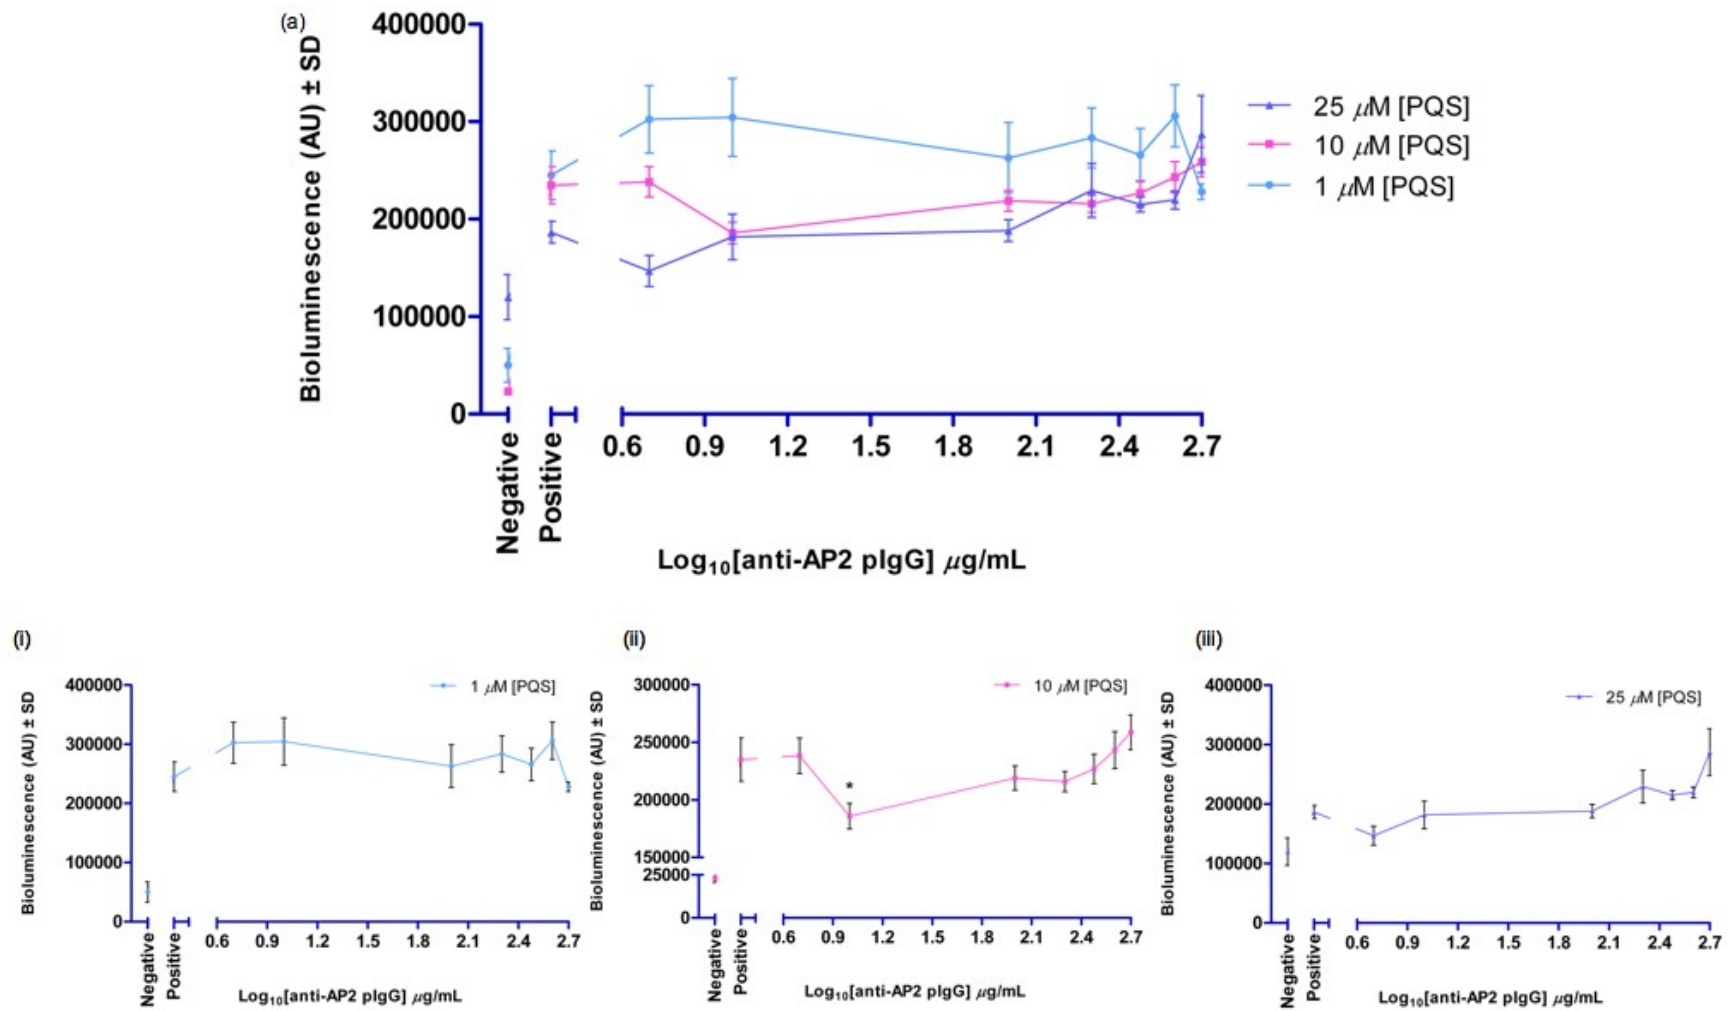 (a)
Bioluminescence (AU) ± SD
400000
300000
200000
100000
0
Negative
Positive
0.6 0.9 1.2 1.5 1.8 2.1 2.4 2.7
Log₁₀[anti-AP2 pIgG] µg/mL
25 µM [PQS]
10 µM [PQS]
1 µM [PQS]
(i)
Bioluminescence (AU) ± SD
400000
300000
200000
100000
0
1 µM [PQS]
Negative
Positive
0.6 0.9 1.2 1.5 1.8 2.1 2.4 2.7
Log₁₀[anti-AP2 pIgG] µg/mL
(ii)
Bioluminescence (AU) ± SD
300000
250000
200000
150000
25000
0
10 µM [PQS]
*
Negative
Positive
0.6 0.9 1.2 1.5 1.8 2.1 2.4 2.7
Log₁₀[anti-AP2 pIgG] µg/mL
(iii)
Bioluminescence (AU) ± SD
400000
300000
200000
100000
0
25 µM [PQS]
Negative
Positive
0.6 0.9 1.2 1.5 1.8 2.1 2.4 2.7
Log₁₀[anti-AP2 pIgG] µg/mL